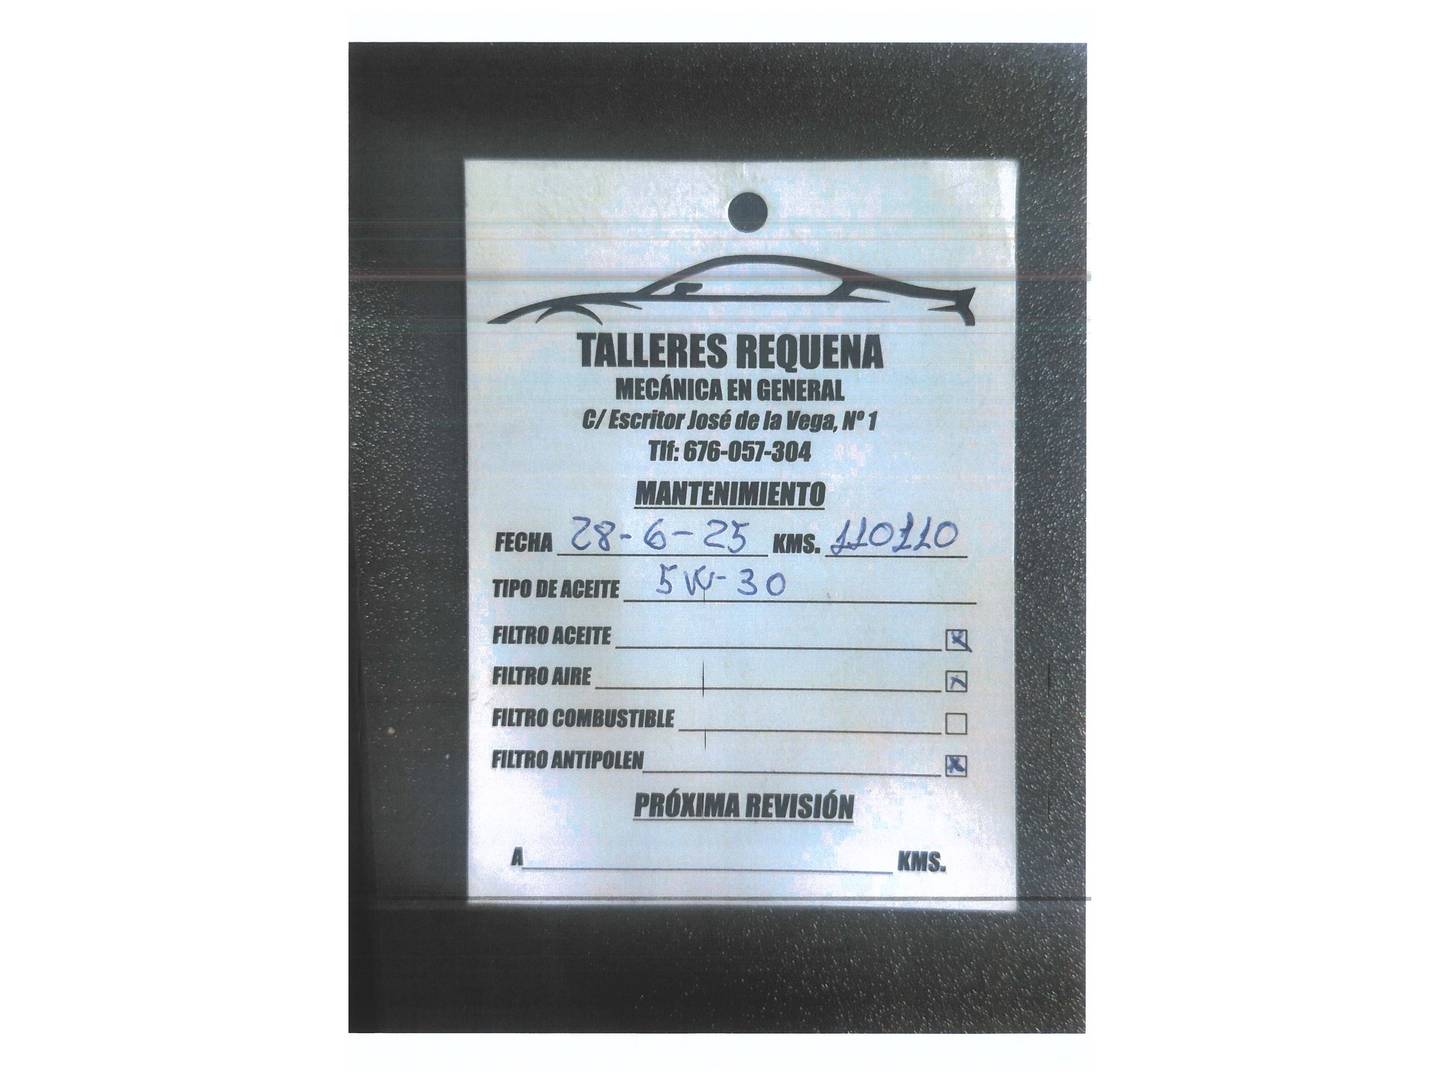 TALLERES REQUENA
MECÁNICA EN GENERAL
C/ Escritor José de la Vega, Nº 1
Tlf: 676-057-304
MANTENIMIENTO
FECHA 28-6-25 KMS. 110110
TIPO DE ACEITE 5W-30
FILTRO ACEITE
FILTRO AIRE
FILTRO COMBUSTIBLE
FILTRO ANTIPOLEN
PRÓXIMA REVISIÓN
A KMS.